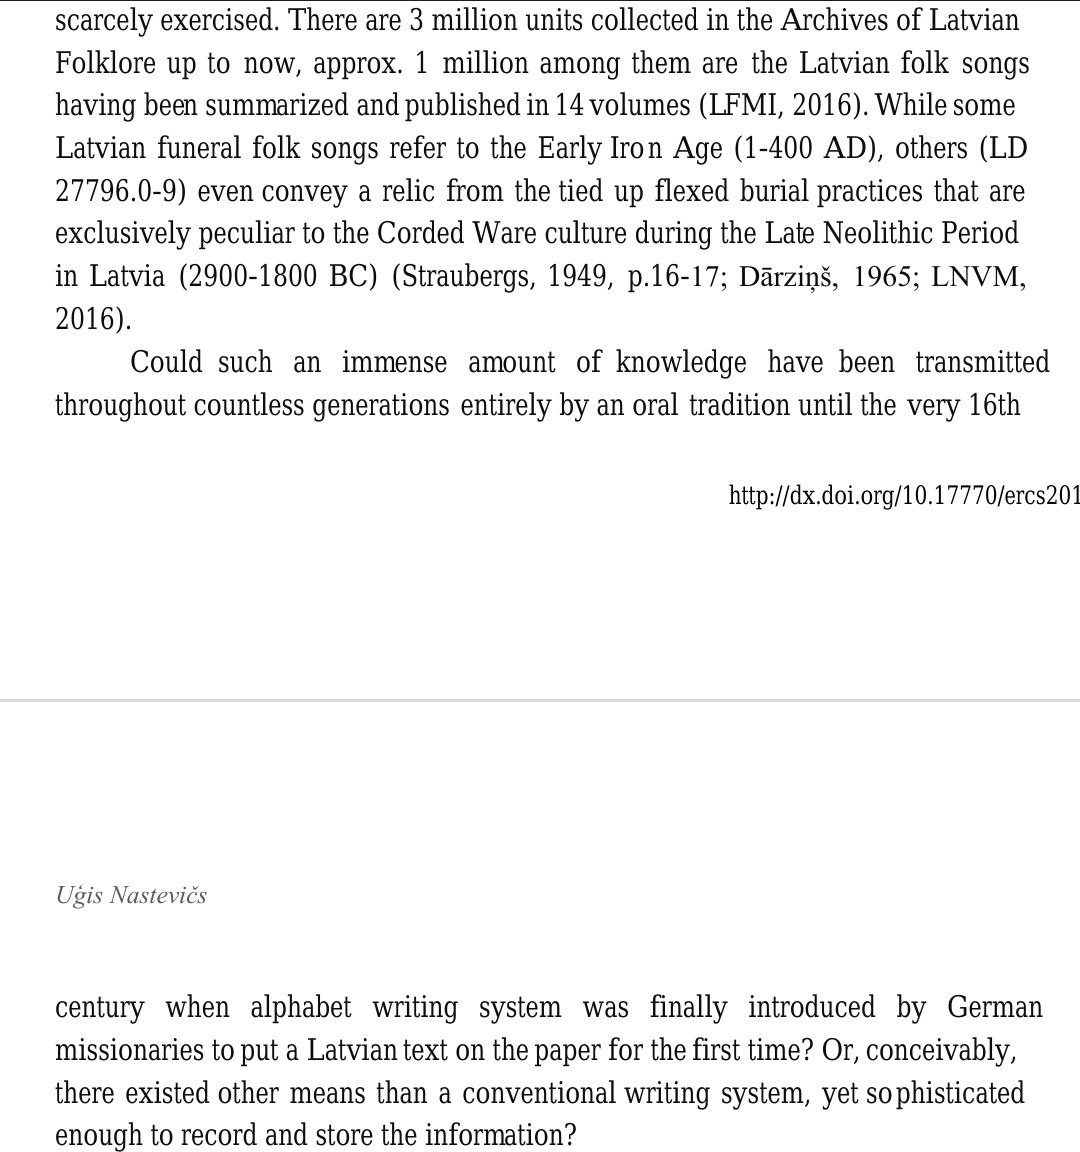 scarcely exercised. There are 3 million units collected in the Archives of Latvian
Folklore up to now, approx. 1 million among them are the Latvian folk songs
having been summarized and published in 14 volumes (LFMI, 2016). While some
Latvian funeral folk songs refer to the Early Iron Age (1-400 AD), others (LD
27796.0-9) even convey a relic from the tied up flexed burial practices that are
exclusively peculiar to the Corded Ware culture during the Late Neolithic Period
in Latvia (2900-1800 BC) (Straubergs, 1949, p.16-17; Dārziņš, 1965; LNVM,
2016).
Could such an immense amount of knowledge have been transmitted
throughout countless generations entirely by an oral tradition until the very 16th
http://dx.doi.org/10.17770/ercs201
Uģis Nastevičs
century when alphabet writing system was finally introduced by German
missionaries to put a Latvian text on the paper for the first time? Or, conceivably,
there existed other means than a conventional writing system, yet sophisticated
enough to record and store the information?